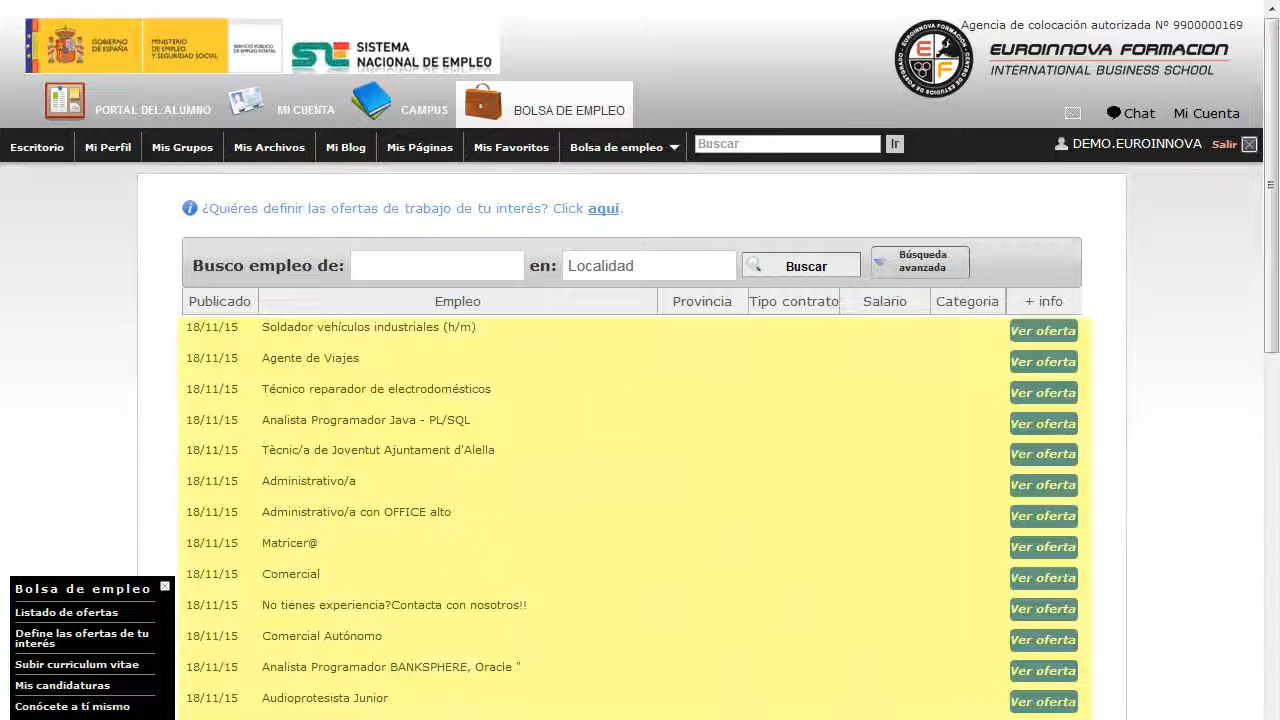 GOBIERNO DE ESPAÑA
MINISTERIO DE EMPLEO Y SEGURIDAD SOCIAL
SERVICIO PÚBLICO DE EMPLEO ESTATAL
SISTEMA NACIONAL DE EMPLEO
Agencia de colocación autorizada Nº 9900000169
EUROINNOVA FORMACION
INTERNATIONAL BUSINESS SCHOOL
PORTAL DEL ALUMNO
MI CUENTA
CAMPUS
BOLSA DE EMPLEO
Chat
Mi Cuenta
Escritorio
Mi Perfil
Mis Grupos
Mis Archivos
Mi Blog
Mis Páginas
Mis Favoritos
Bolsa de empleo
Buscar
Ir
DEMO.EUROINNOVA
Salir
¿Quiéres definir las ofertas de trabajo de tu interés? Click aquí.
Busco empleo de:
en:
Localidad
Buscar
Búsqueda avanzada
Publicado Empleo Provincia Tipo contrato Salario Categoria + info
18/11/15 Soldador vehículos industriales (h/m) Ver oferta
18/11/15 Agente de Viajes Ver oferta
18/11/15 Técnico reparador de electrodomésticos Ver oferta
18/11/15 Analista Programador Java - PL/SQL Ver oferta
18/11/15 Tècnic/a de Joventut Ajuntament d'Alella Ver oferta
18/11/15 Administrativo/a Ver oferta
18/11/15 Administrativo/a con OFFICE alto Ver oferta
18/11/15 Matricer@ Ver oferta
18/11/15 Comercial Ver oferta
18/11/15 No tienes experiencia?Contacta con nosotros!! Ver oferta
18/11/15 Comercial Autónomo Ver oferta
18/11/15 Analista Programador BANKSPHERE, Oracle " Ver oferta
18/11/15 Audioprotesista Junior Ver oferta
Bolsa de empleo
Listado de ofertas
Define las ofertas de tu
interés
Subir curriculum vitae
Mis candidaturas
Conócete a tí mismo